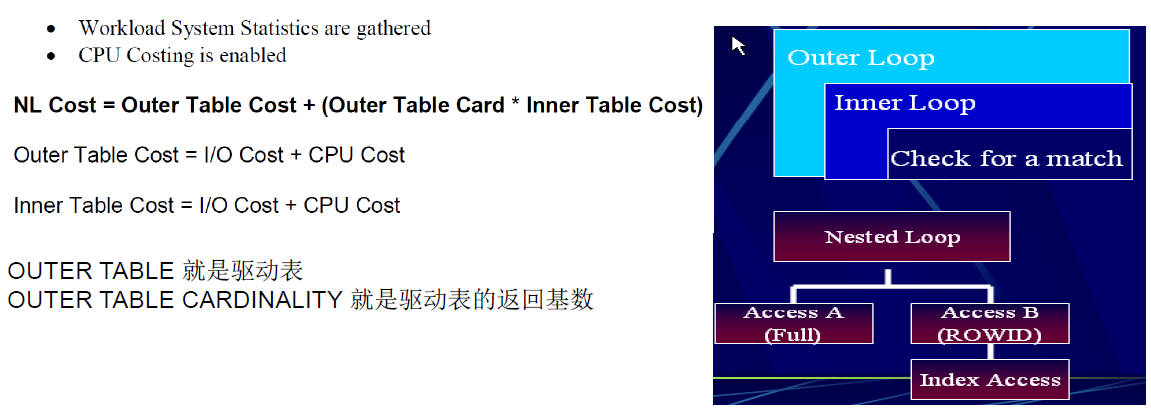 Workload System Statistics are gathered
CPU Costing is enabled
NL Cost = Outer Table Cost + (Outer Table Card * Inner Table Cost)
Outer Table Cost = I/O Cost + CPU Cost
Inner Table Cost = I/O Cost + CPU Cost
OUTER TABLE 就是驱动表
OUTER TABLE CARDINALITY 就是驱动表的返回基数
Outer Loop
Inner Loop
Check for a match
Nested Loop
Access A
(Full)
Access B
(ROWID)
Index Access